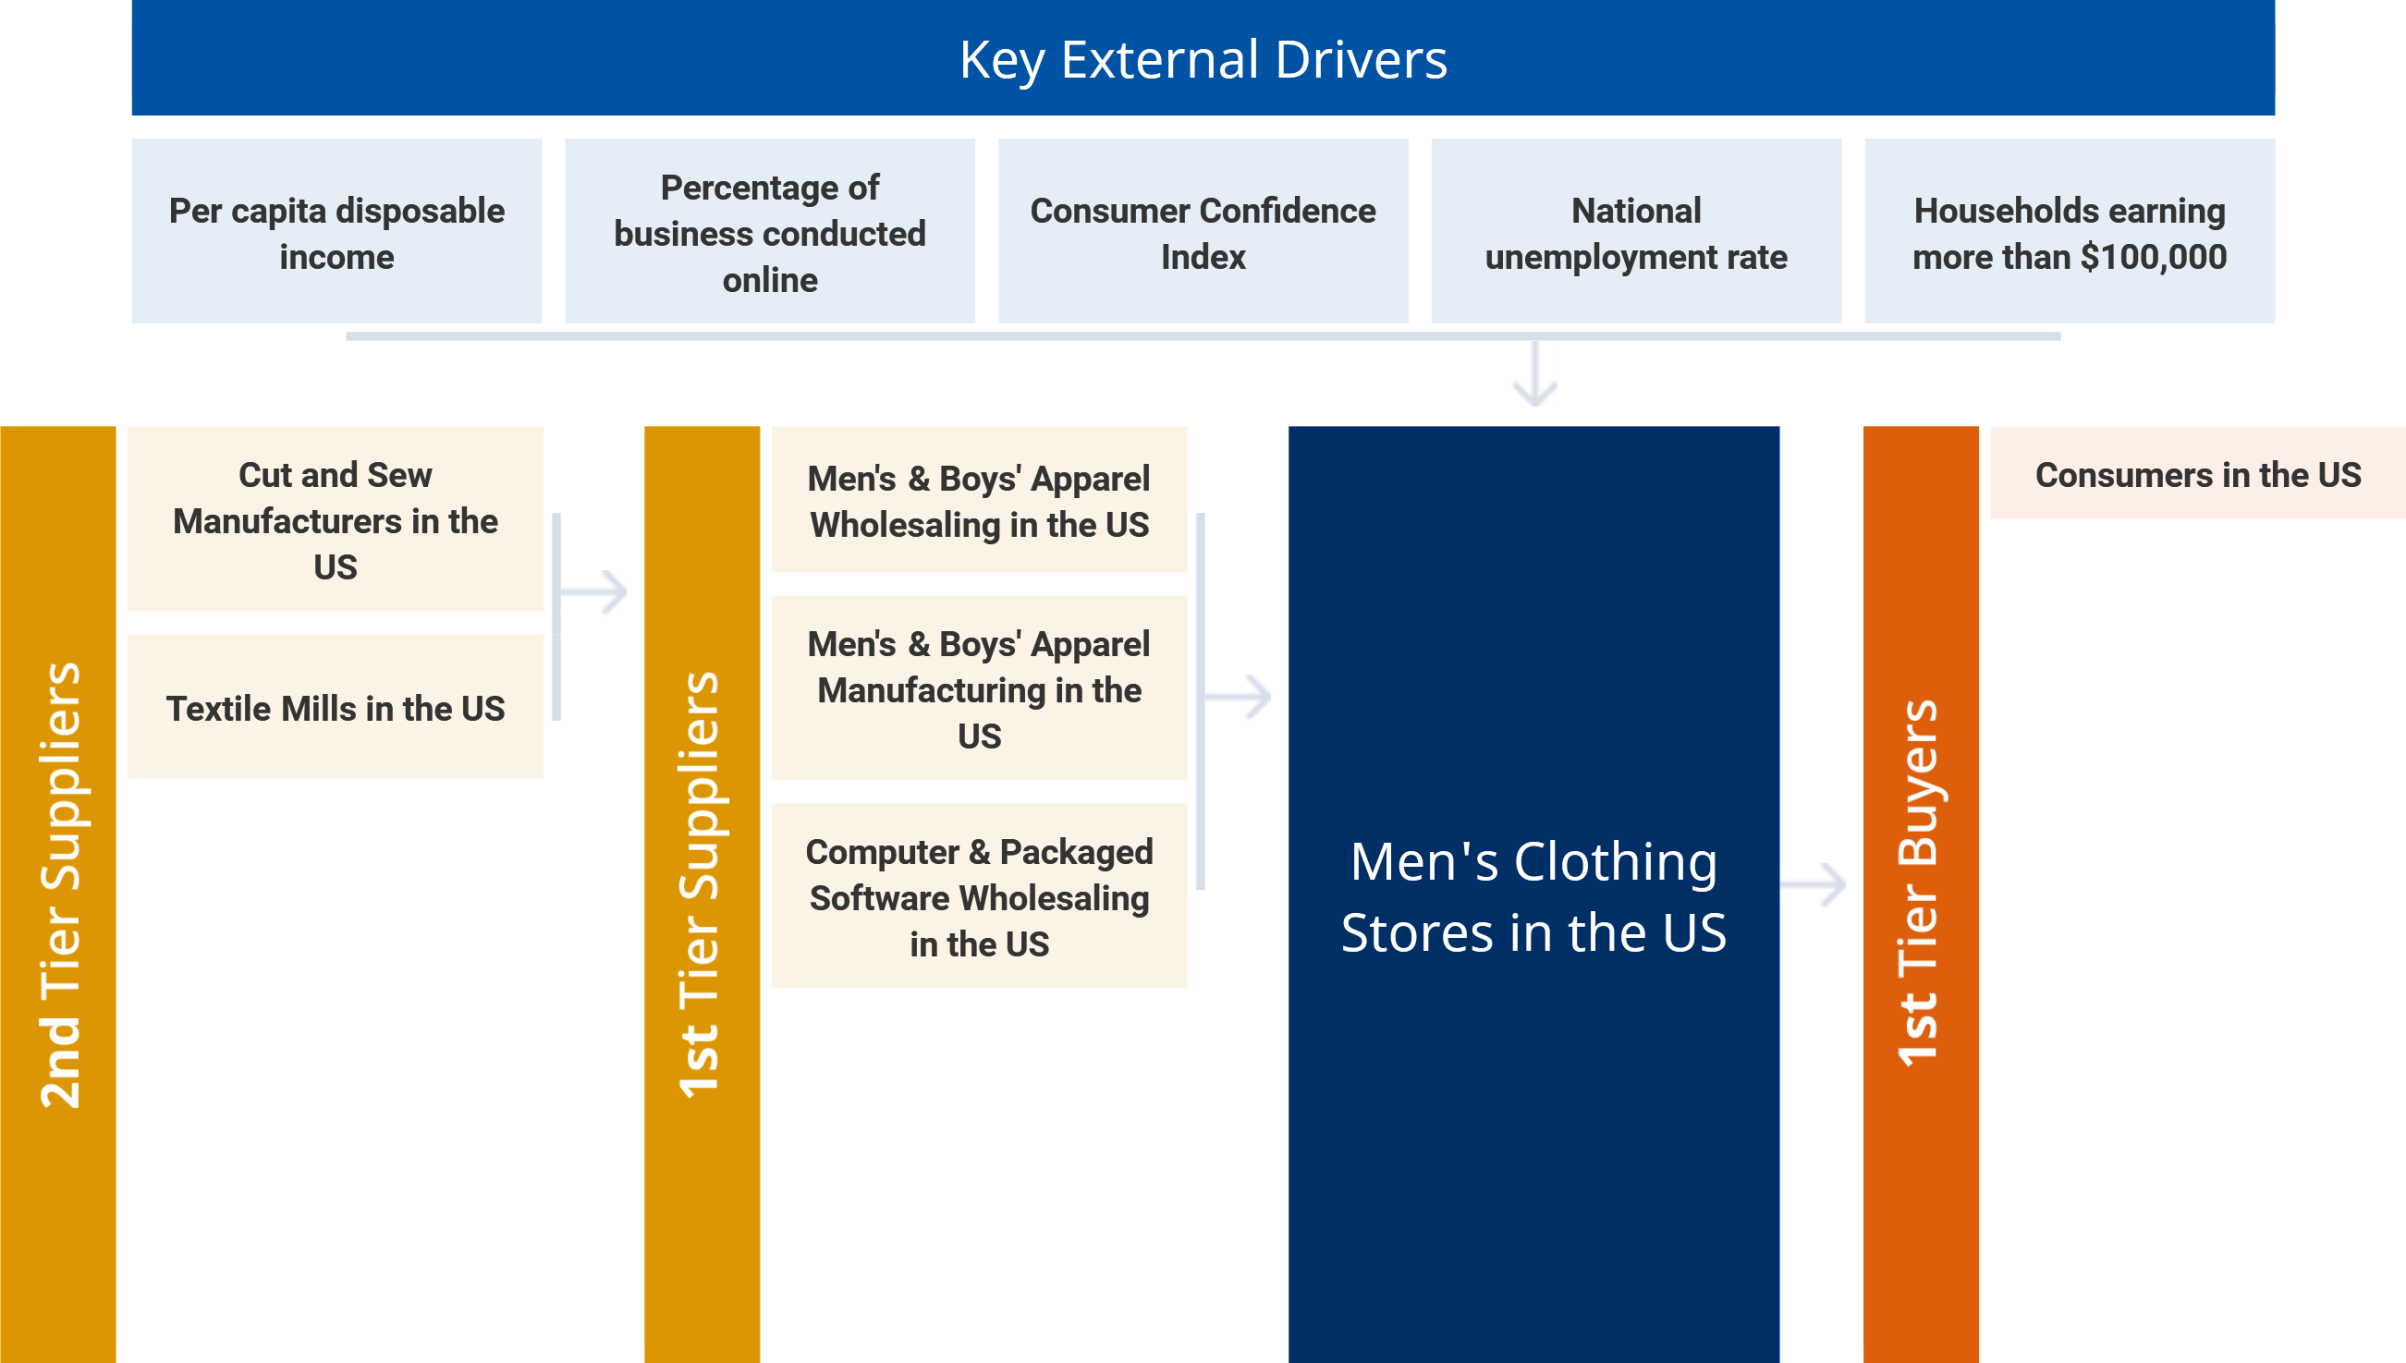 Key External Drivers
Per capita disposable
income
Percentage of
business conducted
online
Consumer Confidence
Index
National
unemployment rate
Households earning
more than $100,000
2nd Tier Suppliers
Cut and Sew
Manufacturers in the
US
Textile Mills in the US
1st Tier Suppliers
Men's & Boys' Apparel
Wholesaling in the US
Men's & Boys' Apparel
Manufacturing in the
US
Computer & Packaged
Software Wholesaling
in the US
Men's Clothing
Stores in the US
1st Tier Buyers
Consumers in the US